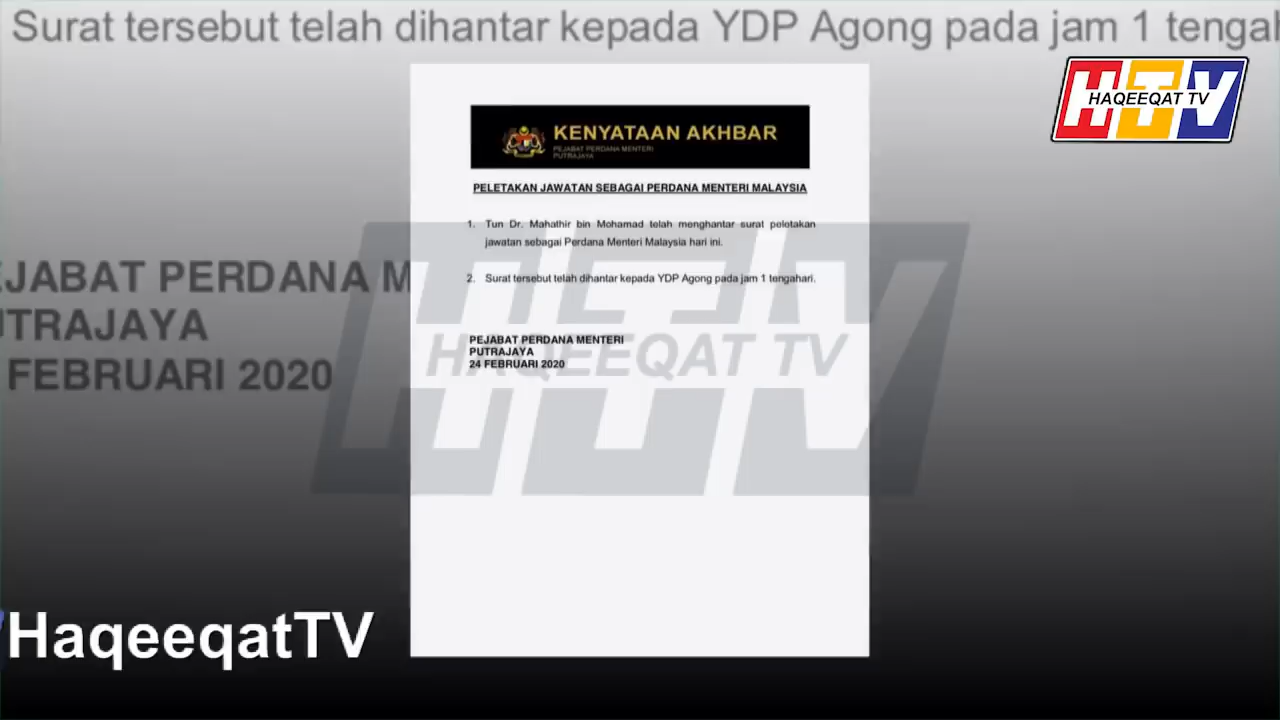 Surat tersebut telah dihantar kepada YDP Agong pada jam 1
HTV
HAQEEQAT TV
KENYATAAN AKHBAR
PEJABAT PERDANA MENTERI
PUTRAJAYA
PELETAKAN JAWATAN SEBAGAI PERDANA MENTERI MALAYSIA
1. Tun Dr. Mahathir bin Mohamad telah menghantar surat peletakan
jawatan sebagai Perdana Menteri Malaysia hari ini.
2. Surat tersebut telah dihantar kepada YDP Agong pada jam 1 tengahari.
PERDANA
FEBRUARI 2020
PEJABAT PERDANA MENTERI
PUTRAJAYA
24 FEBRUARI 2020
HTV
HAQEEQAT TV
HaqeeqatTV